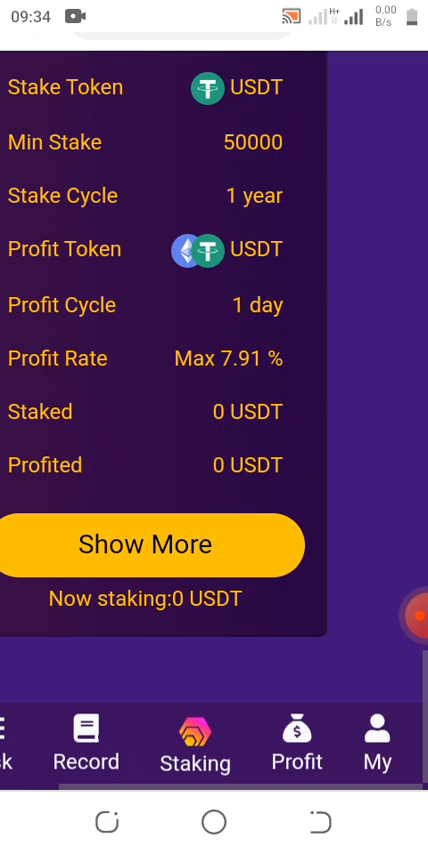 09:34
H+
0.00
B/s
Stake Token USDT
Min Stake 50000
Stake Cycle 1 year
Profit Token USDT
Profit Cycle 1 day
Profit Rate Max 7.91 %
Staked 0 USDT
Profited 0 USDT
Show More
Now staking:0 USDT
k Record Staking Profit My